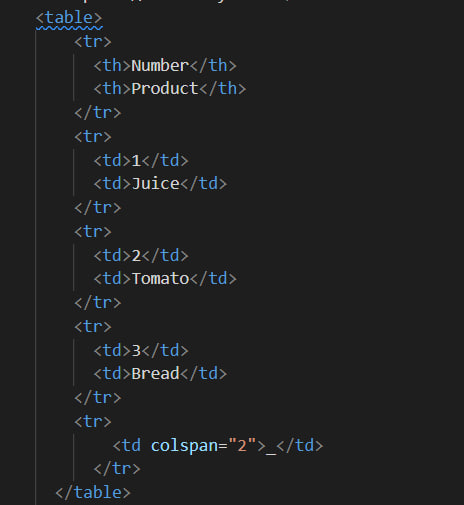 <table>
<tr>
<th>Number</th>
<th>Product</th>
</tr>
<tr>
<td>1</td>
<td>Juice</td>
</tr>
<tr>
<td>2</td>
<td>Tomato</td>
</tr>
<tr>
<td>3</td>
<td>Bread</td>
</tr>
<tr>
<td colspan="2">_</td>
</tr>
</table>